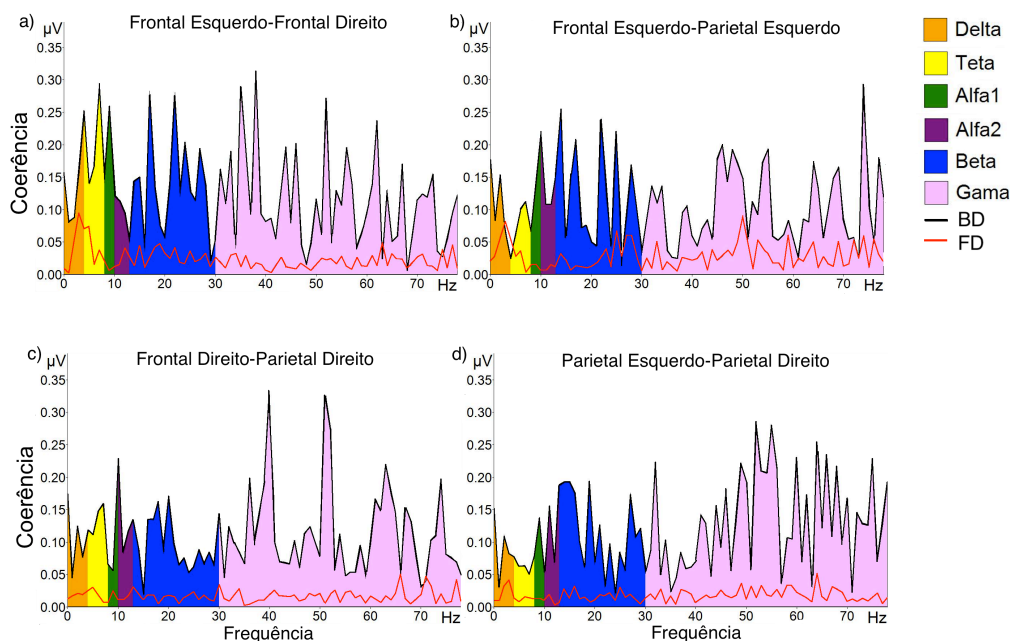 a) Frontal Esquerdo-Frontal Direito
µV
0.35
0.30
0.25
0.20
0.15
0.10
0.05
0.00
Coerência
0 10 20 30 40 50 60 70 Hz
b) Frontal Esquerdo-Parietal Esquerdo
µV
0.35
0.30
0.25
0.20
0.15
0.10
0.05
0.00
0 10 20 30 40 50 60 70 Hz
Delta
Teta
Alfa1
Alfa2
Beta
Gama
BD
FD
c) Frontal Direito-Parietal Direito
µV
0.35
0.30
0.25
0.20
0.15
0.10
0.05
0.00
Coerência
0 10 20 30 40 50 60 70 Hz
Frequência
d) Parietal Esquerdo-Parietal Direito
µV
0.35
0.30
0.25
0.20
0.15
0.10
0.05
0.00
0 10 20 30 40 50 60 70 Hz
Frequência